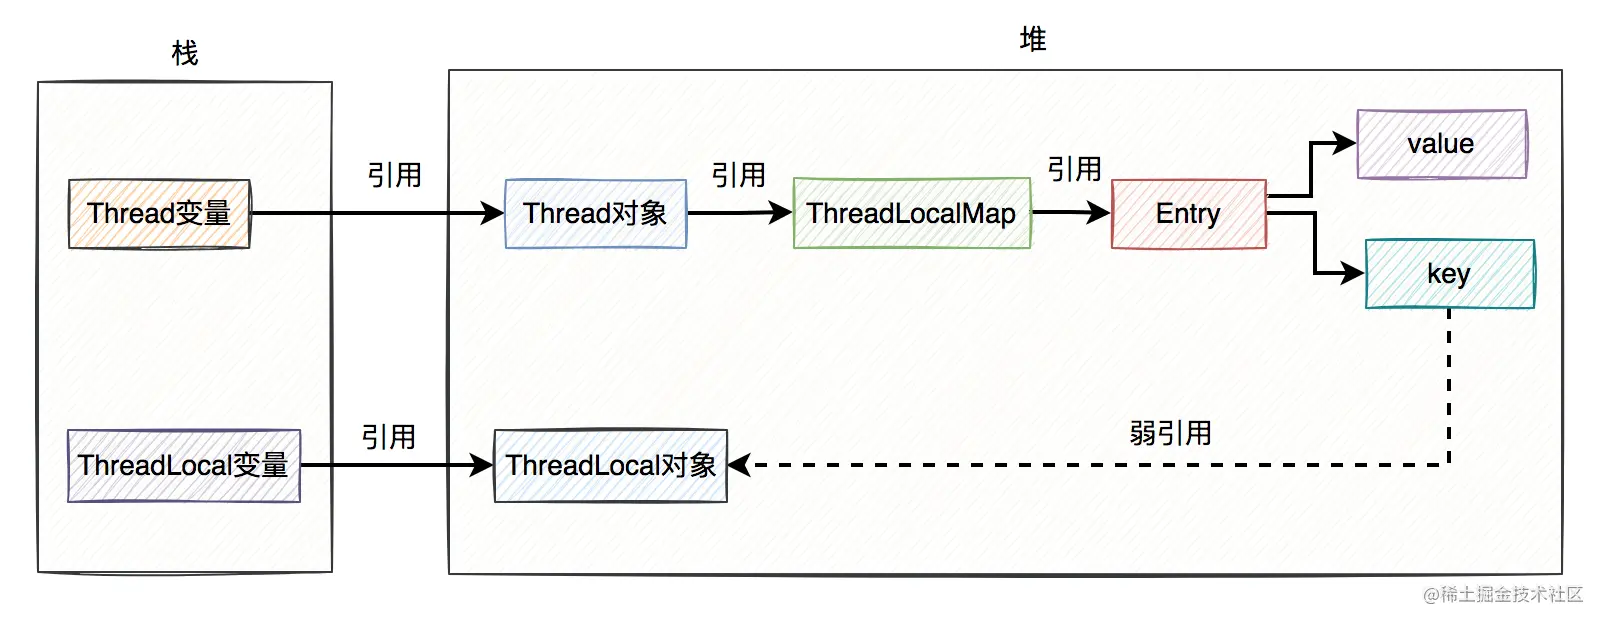 栈
堆
Thread变量
引用
Thread对象
引用
ThreadLocalMap
引用
Entry
value
key
ThreadLocal变量
引用
ThreadLocal对象
弱引用
@稀土掘金技术社区